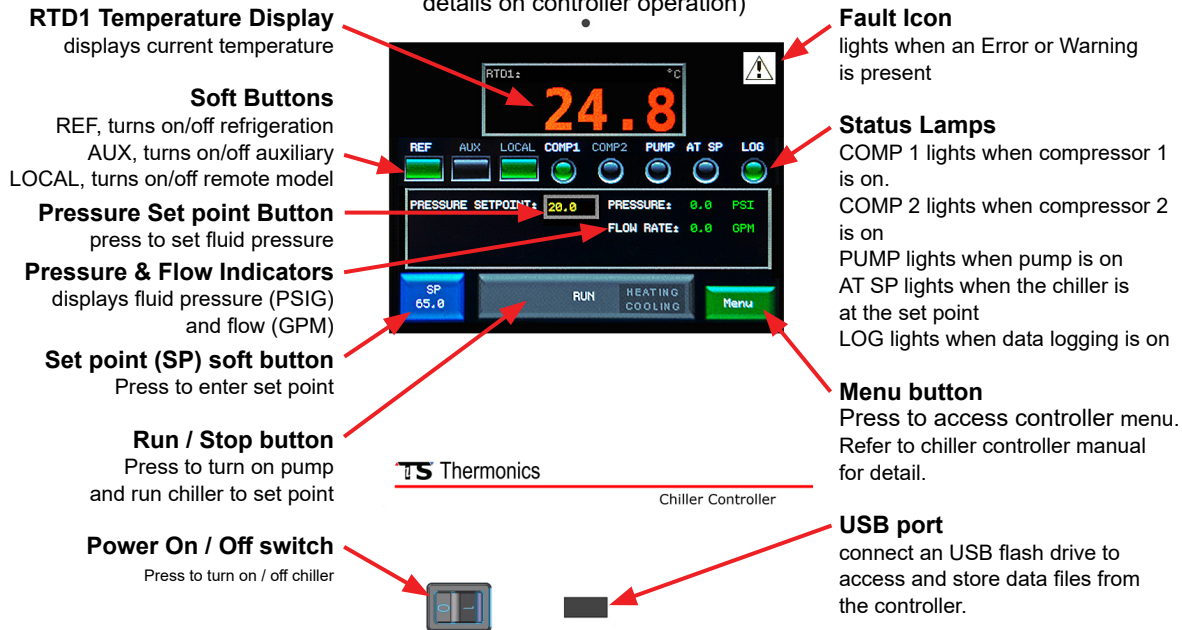 details on controller operation)
•
RTD1 Temperature Display
displays current temperature
Soft Buttons
REF, turns on/off refrigeration
AUX, turns on/off auxiliary
LOCAL, turns on/off remote model
Pressure Set point Button
press to set fluid pressure
Pressure & Flow Indicators
displays fluid pressure (PSIG)
and flow (GPM)
Set point (SP) soft button
Press to enter set point
Run / Stop button
Press to turn on pump
and run chiller to set point
Power On / Off switch
Press to turn on / off chiller
RTD1: °C
24.8
REF AUX LOCAL COMP1 COMP2 PUMP AT SP LOG
PRESSURE SETPOINT: 20.0 PRESSURE: 0.0 PSI
FLOW RATE: 0.0 GPM
SP
65.0
RUN
HEATING
COOLING
Menu
TS Thermonics
Chiller Controller
0 1
Fault Icon
lights when an Error or Warning
is present
Status Lamps
COMP 1 lights when compressor 1
is on.
COMP 2 lights when compressor 2
is on
PUMP lights when pump is on
AT SP lights when the chiller is
at the set point
LOG lights when data logging is on
Menu button
Press to access controller menu.
Refer to chiller controller manual
for detail.
USB port
connect an USB flash drive to
access and store data files from
the controller.